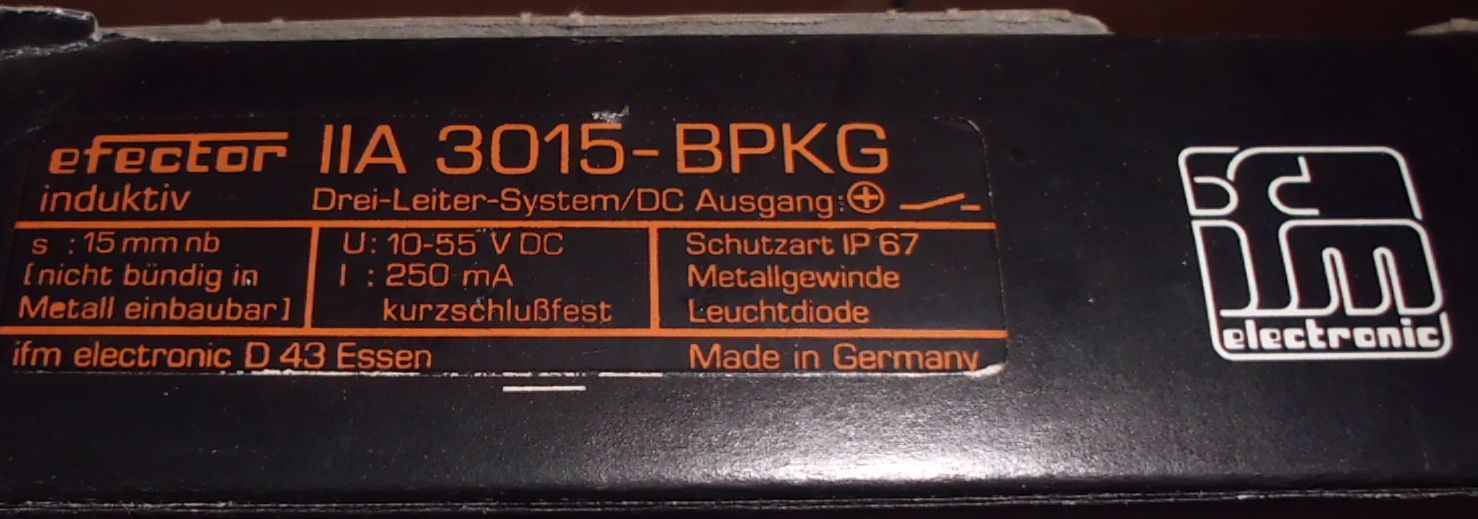 efector IIA 3015-BPKG
induktiv Drei-Leiter-System/DC Ausgang:
s : 15 mm nb
[nicht bündig in
Metall einbaubar]
U: 10-55 V DC
I : 250 mA
kurzschlußfest
Schutzart IP 67
Metallgewinde
Leuchtdiode
ifm electronic D 43 Essen
Made in Germany
ifm
electronic